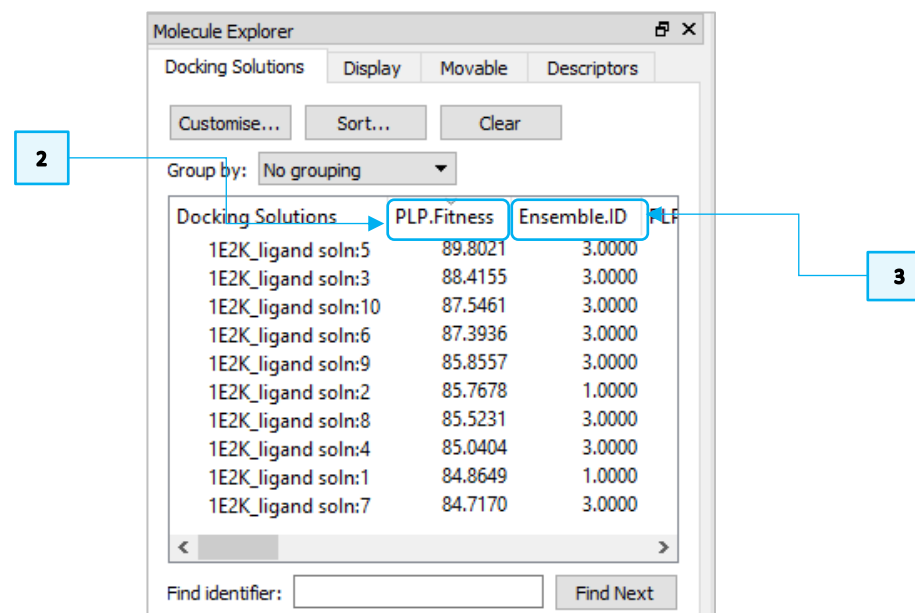 Molecule Explorer
Docking Solutions Display Movable Descriptors
Customise... Sort... Clear
2
Group by: No grouping
Docking Solutions PLP.Fitness Ensemble.ID PLP
1E2K_ligand soln:5 89.8021 3.0000
3
1E2K_ligand soln:3 88.4155 3.0000
1E2K_ligand soln:10 87.5461 3.0000
1E2K_ligand soln:6 87.3936 3.0000
1E2K_ligand soln:9 85.8557 3.0000
1E2K_ligand soln:2 85.7678 1.0000
1E2K_ligand soln:8 85.5231 3.0000
1E2K_ligand soln:4 85.0404 3.0000
1E2K_ligand soln:1 84.8649 1.0000
1E2K_ligand soln:7 84.7170 3.0000
Find identifier: Find Next